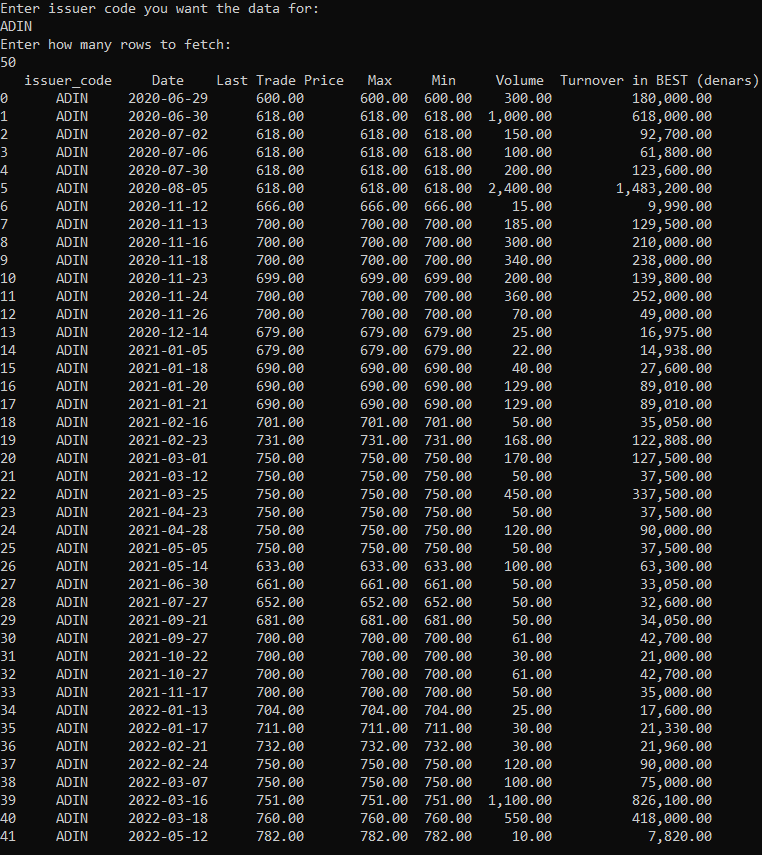 Enter issuer code you want the data for:
ADIN
Enter how many rows to fetch:
50
issuer_code Date Last Trade Price Max Min Volume Turnover in BEST (denars)
0 ADIN 2020-06-29 600.00 600.00 600.00 300.00 180,000.00
1 ADIN 2020-06-30 618.00 618.00 618.00 1,000.00 618,000.00
2 ADIN 2020-07-02 618.00 618.00 618.00 150.00 92,700.00
3 ADIN 2020-07-06 618.00 618.00 618.00 100.00 61,800.00
4 ADIN 2020-07-30 618.00 618.00 618.00 200.00 123,600.00
5 ADIN 2020-08-05 618.00 618.00 618.00 2,400.00 1,483,200.00
6 ADIN 2020-11-12 666.00 666.00 666.00 15.00 9,990.00
7 ADIN 2020-11-13 700.00 700.00 700.00 185.00 129,500.00
8 ADIN 2020-11-16 700.00 700.00 700.00 300.00 210,000.00
9 ADIN 2020-11-18 700.00 700.00 700.00 340.00 238,000.00
10 ADIN 2020-11-23 699.00 699.00 699.00 200.00 139,800.00
11 ADIN 2020-11-24 700.00 700.00 700.00 360.00 252,000.00
12 ADIN 2020-11-26 700.00 700.00 700.00 70.00 49,000.00
13 ADIN 2020-12-14 679.00 679.00 679.00 25.00 16,975.00
14 ADIN 2021-01-05 679.00 679.00 679.00 22.00 14,938.00
15 ADIN 2021-01-18 690.00 690.00 690.00 40.00 27,600.00
16 ADIN 2021-01-20 690.00 690.00 690.00 129.00 89,010.00
17 ADIN 2021-01-21 690.00 690.00 690.00 129.00 89,010.00
18 ADIN 2021-02-16 701.00 701.00 701.00 50.00 35,050.00
19 ADIN 2021-02-23 731.00 731.00 731.00 168.00 122,808.00
20 ADIN 2021-03-01 750.00 750.00 750.00 170.00 127,500.00
21 ADIN 2021-03-12 750.00 750.00 750.00 50.00 37,500.00
22 ADIN 2021-03-25 750.00 750.00 750.00 450.00 337,500.00
23 ADIN 2021-04-23 750.00 750.00 750.00 50.00 37,500.00
24 ADIN 2021-04-28 750.00 750.00 750.00 120.00 90,000.00
25 ADIN 2021-05-05 750.00 750.00 750.00 50.00 37,500.00
26 ADIN 2021-05-14 633.00 633.00 633.00 100.00 63,300.00
27 ADIN 2021-06-30 661.00 661.00 661.00 50.00 33,050.00
28 ADIN 2021-07-27 652.00 652.00 652.00 50.00 32,600.00
29 ADIN 2021-09-21 681.00 681.00 681.00 50.00 34,050.00
30 ADIN 2021-09-27 700.00 700.00 700.00 61.00 42,700.00
31 ADIN 2021-10-22 700.00 700.00 700.00 30.00 21,000.00
32 ADIN 2021-10-27 700.00 700.00 700.00 61.00 42,700.00
33 ADIN 2021-11-17 700.00 700.00 700.00 50.00 35,000.00
34 ADIN 2022-01-13 704.00 704.00 704.00 25.00 17,600.00
35 ADIN 2022-01-17 711.00 711.00 711.00 30.00 21,330.00
36 ADIN 2022-02-21 732.00 732.00 732.00 30.00 21,960.00
37 ADIN 2022-02-24 750.00 750.00 750.00 120.00 90,000.00
38 ADIN 2022-03-07 750.00 750.00 750.00 100.00 75,000.00
39 ADIN 2022-03-16 751.00 751.00 751.00 1,100.00 826,100.00
40 ADIN 2022-03-18 760.00 760.00 760.00 550.00 418,000.00
41 ADIN 2022-05-12 782.00 782.00 782.00 10.00 7,820.00